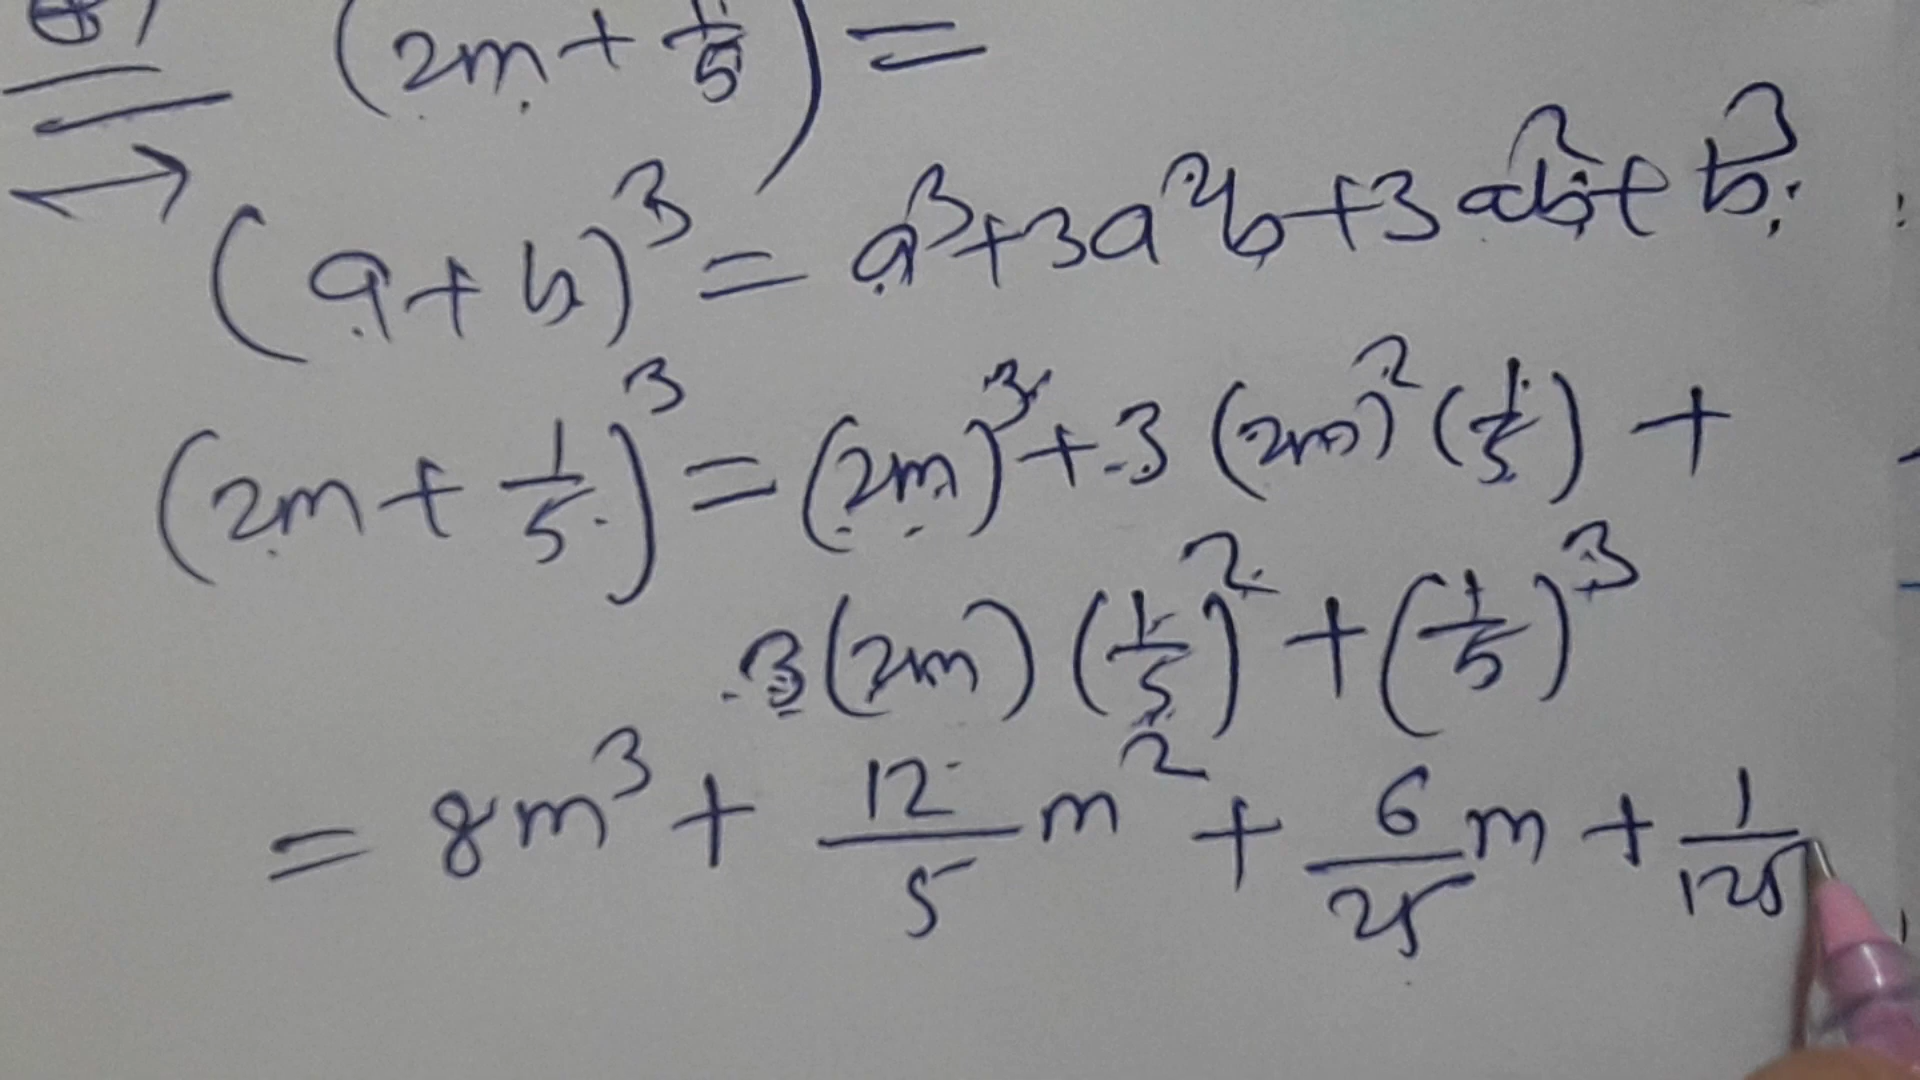 (2m + 1/5) =
→ (a + b)³ = a³ + 3a²b + 3ab² + b³
(2m + 1/5)³ = (2m)³ + 3(2m)²(1/5) +
3(2m)(1/5)² + (1/5)³
= 8m³ + 12/5 m² + 6/25 m + 1/125